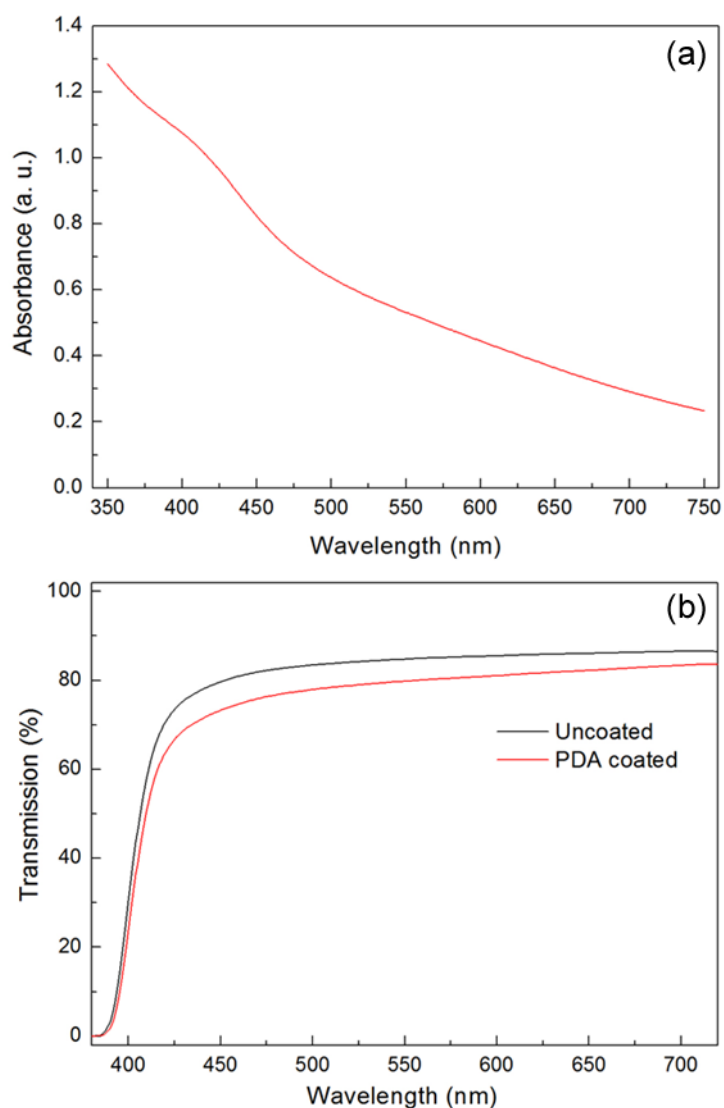 (a)
Absorbance (a. u.)
1.4
1.2
1.0
0.8
0.6
0.4
0.2
0.0
350 400 450 500 550 600 650 700 750
Wavelength (nm)
(b)
Transmission (%)
100
80
60
40
20
0
Uncoated
PDA coated
400 450 500 550 600 650 700
Wavelength (nm)